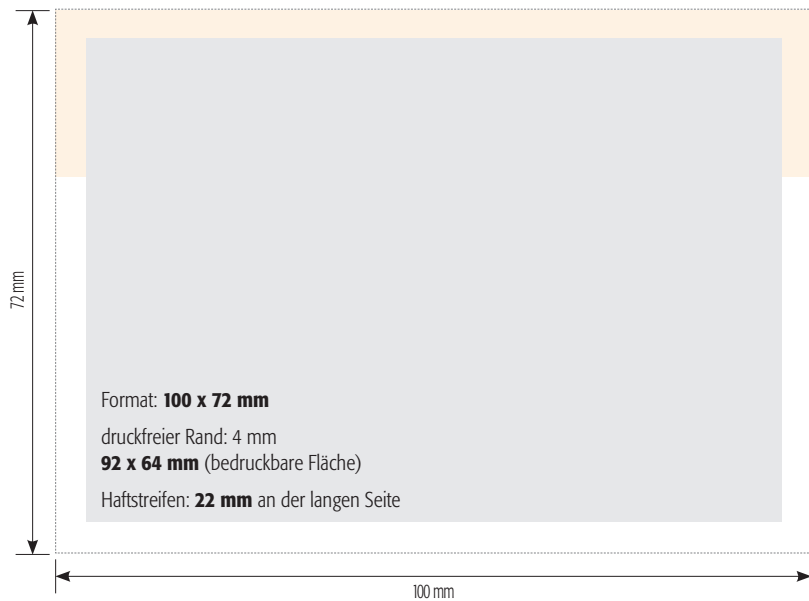 72 mm
Format: 100 x 72 mm
druckfreier Rand: 4 mm
92 x 64 mm (bedruckbare Fläche)
Haftstreifen: 22 mm an der langen Seite
100 mm